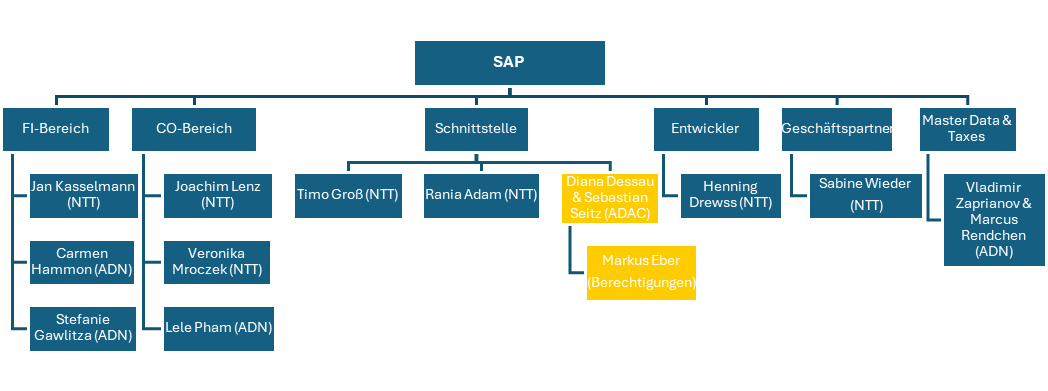 SAP
FI-Bereich
CO-Bereich
Schnittstelle
Entwickler
Geschäftspartner
Master Data &
Taxes
Jan Kasselmann
(NTT)
Carmen
Hammon (ADN)
Stefanie
Gawlitza (ADN)
Joachim Lenz
(NTT)
Veronika
Mroczek (NTT)
Lele Pham (ADN)
Timo Groß (NTT)
Rania Adam (NTT)
Diana Dessau
& Sebastian
Seitz (ADAC)
Markus Eber
(Berechtigungen)
Henning
Drewss (NTT)
Sabine Wieder
(NTT)
Vladimir
Zaprianov &
Marcus
Rendchen
(ADN)